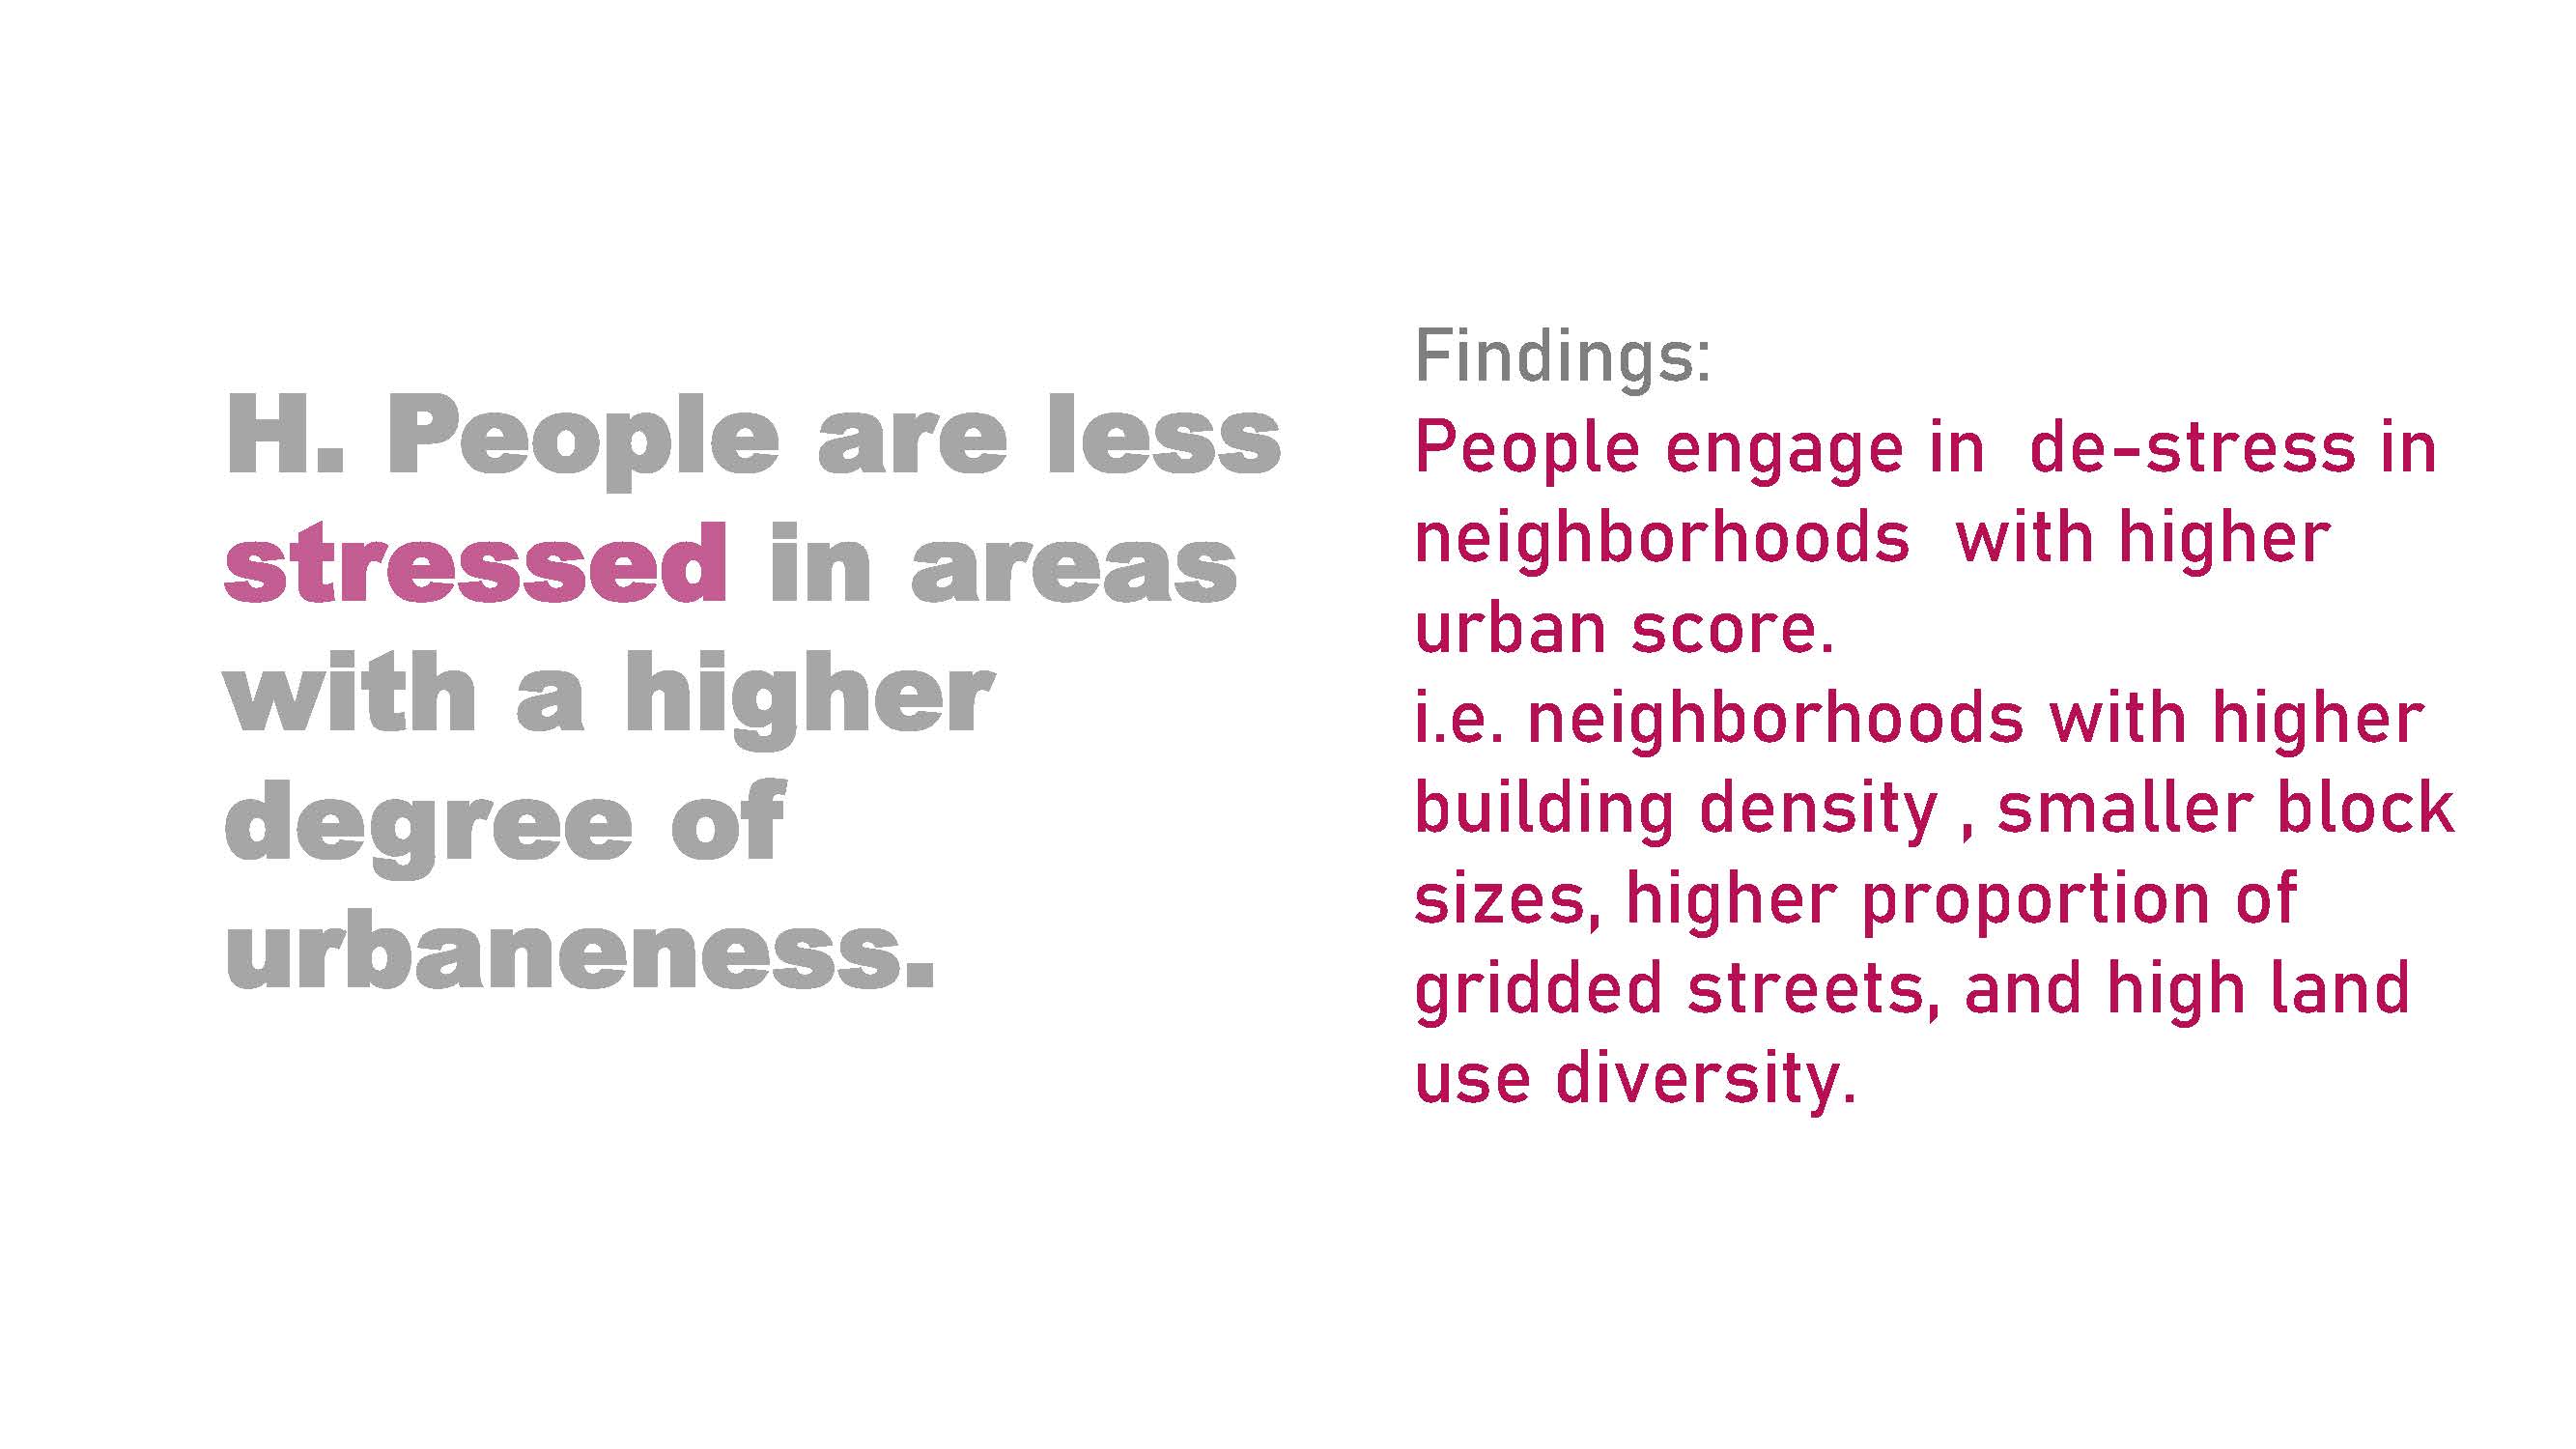 H. People are less
stressed in areas
with a higher
degree of
urbaneness.
Findings:
People engage in de-stress in
neighborhoods with higher
urban score.
i.e. neighborhoods with higher
building density , smaller block
sizes, higher proportion of
gridded streets, and high land
use diversity.